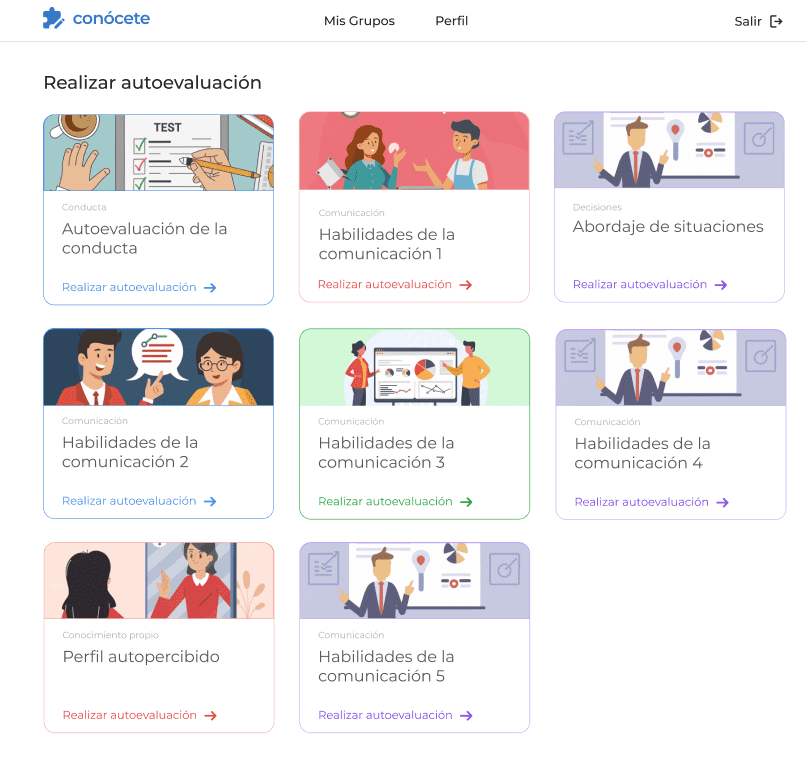 conócete
Mis Grupos
Perfil
Salir
Realizar autoevaluación
TEST
Conducta
Autoevaluación de la
conducta
Realizar autoevaluación
Comunicación
Habilidades de la
comunicación 1
Realizar autoevaluación
Decisiones
Abordaje de situaciones
Realizar autoevaluación
Comunicación
Habilidades de la
comunicación 2
Realizar autoevaluación
Comunicación
Habilidades de la
comunicación 3
Realizar autoevaluación
Comunicación
Habilidades de la
comunicación 4
Realizar autoevaluación
Conocimiento propio
Perfil autopercibido
Realizar autoevaluación
Comunicación
Habilidades de la
comunicación 5
Realizar autoevaluación